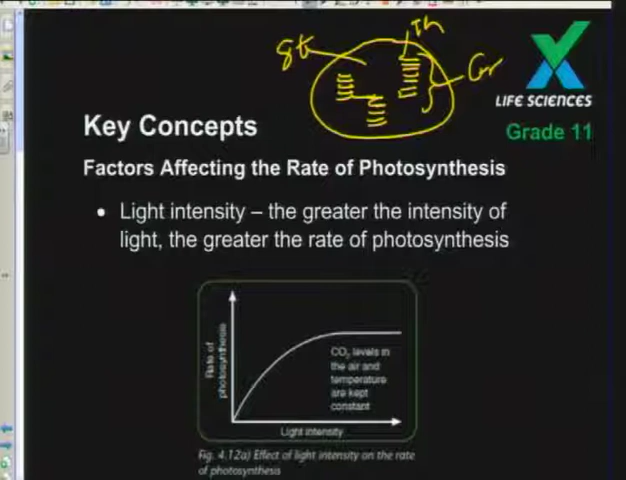 St
Th
Gr
LIFE SCIENCES
Grade 11
Key Concepts
Factors Affecting the Rate of Photosynthesis
• Light intensity – the greater the intensity of
light, the greater the rate of photosynthesis
Rate of
photosynthesis
CO₂ levels in
the air and
temperature
are kept
constant
Light intensity
Fig. 4.12a) Effect of light intensity on the rate
of photosynthesis